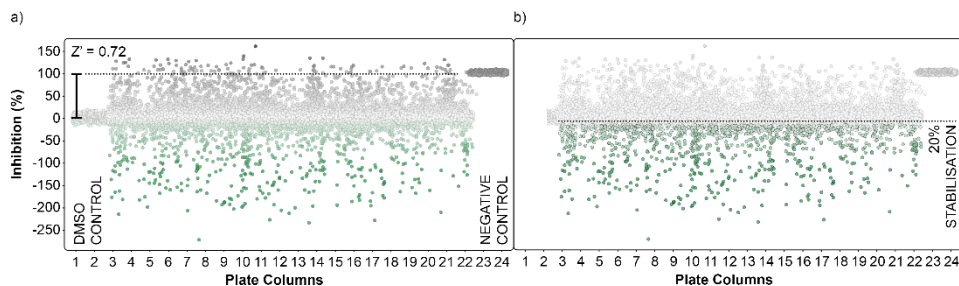 a)
Z' = 0.72
Inhibition (%)
150
100
50
0
-50
-100
-150
-200
-250
DMSO
CONTROL
NEGATIVE
CONTROL
1 2 3 4 5 6 7 8 9 10 11 12 13 14 15 16 17 18 19 20 21 22 23 24
Plate Columns
b)
20%
STABILISATION
1 2 3 4 5 6 7 8 9 10 11 12 13 14 15 16 17 18 19 20 21 22 23 24
Plate Columns